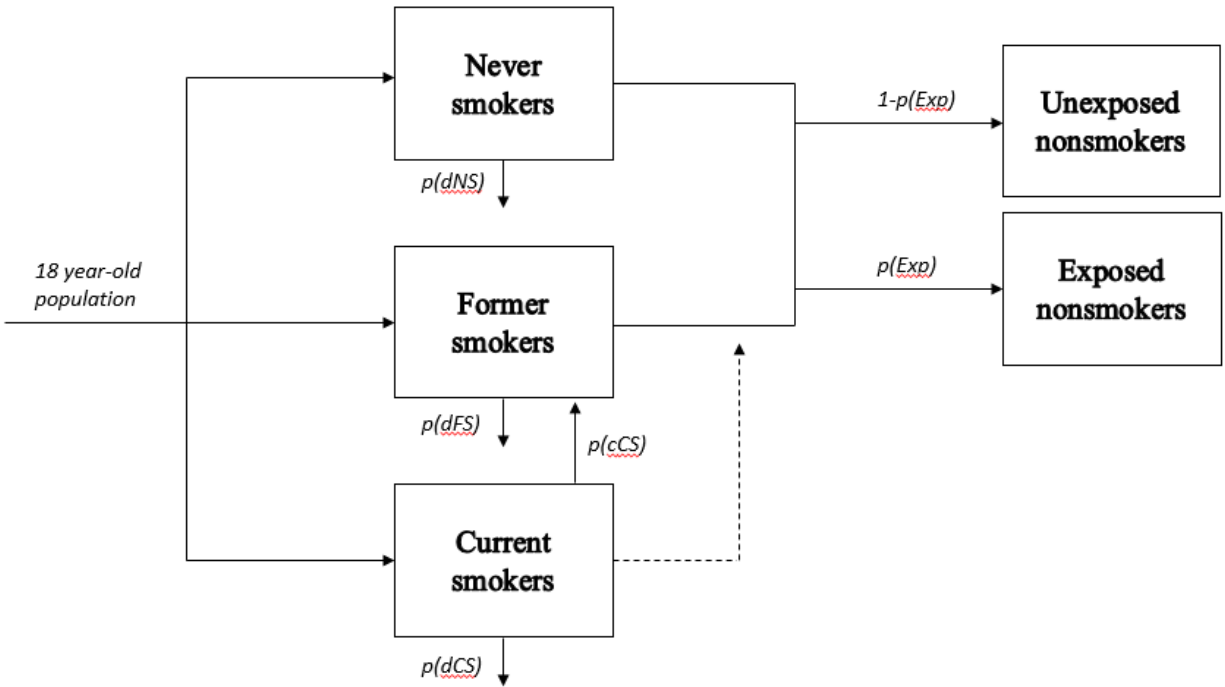 Never
smokers
1-p(Exp)
Unexposed
nonsmokers
p(dNS)
18 year-old
population
p(Exp)
Exposed
nonsmokers
Former
smokers
p(dFS)
p(cCS)
Current
smokers
p(dCS)